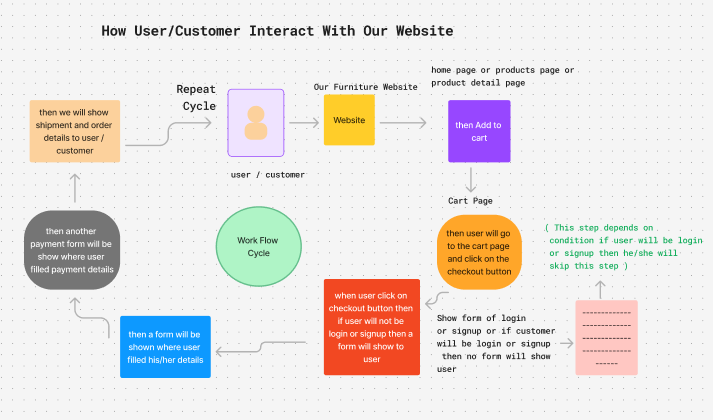 How User/Customer Interact With Our Website
home page or products page or
product detail page
Repeat
Cycle
Our Furniture Website
then we will show
shipment and order
details to user /
customer
Website
then Add to
cart
user / customer
Cart Page
then another
payment form will be
show where user
filled payment details
Work Flow
Cycle
then user will go
to the cart page
and click on the
checkout button
( This step depends on
condition if user will be login
or signup then he/she will
skip this step )
when user click on
checkout button then
if user will not be
login or signup then a
form will show to
user
Show form of login
or signup or if customer
will be login or signup
then no form will show
user
then a form will be
shown where user
filled his/her details
-------------
-------------
-------------
-------------
------